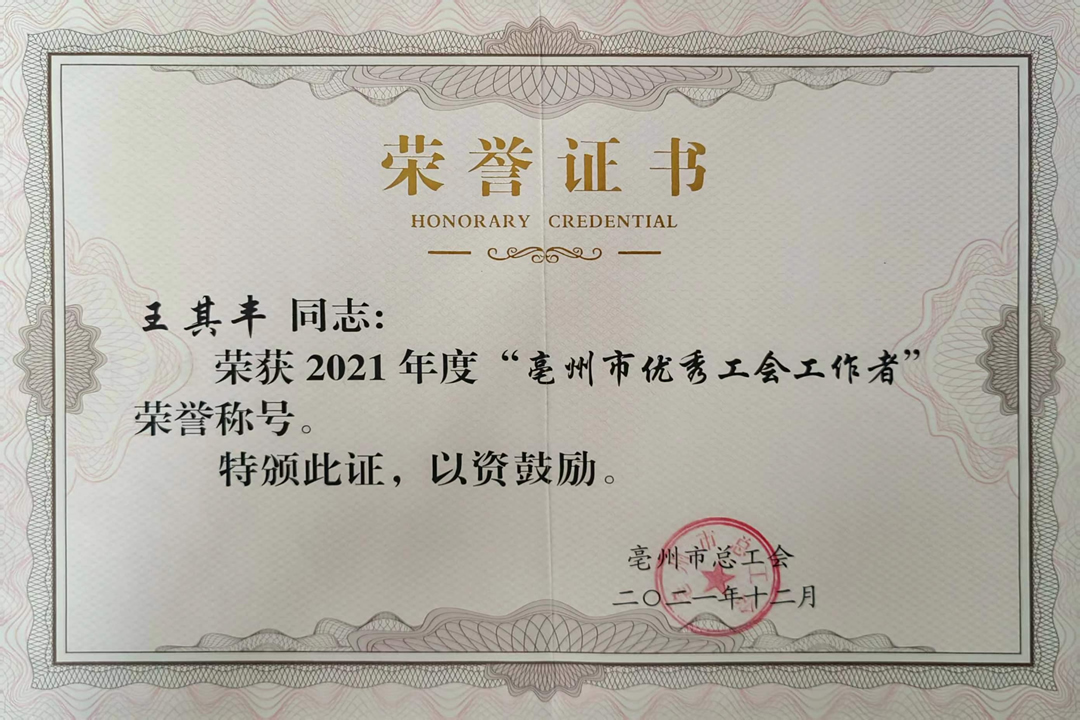 荣誉证书
HONORARY CREDENTIAL
王其丰 同志：
荣获 2021 年度“亳州市优秀工会工作者”
荣誉称号。
特颁此证，以资鼓励。
亳州市总工会
二〇二一年十二月